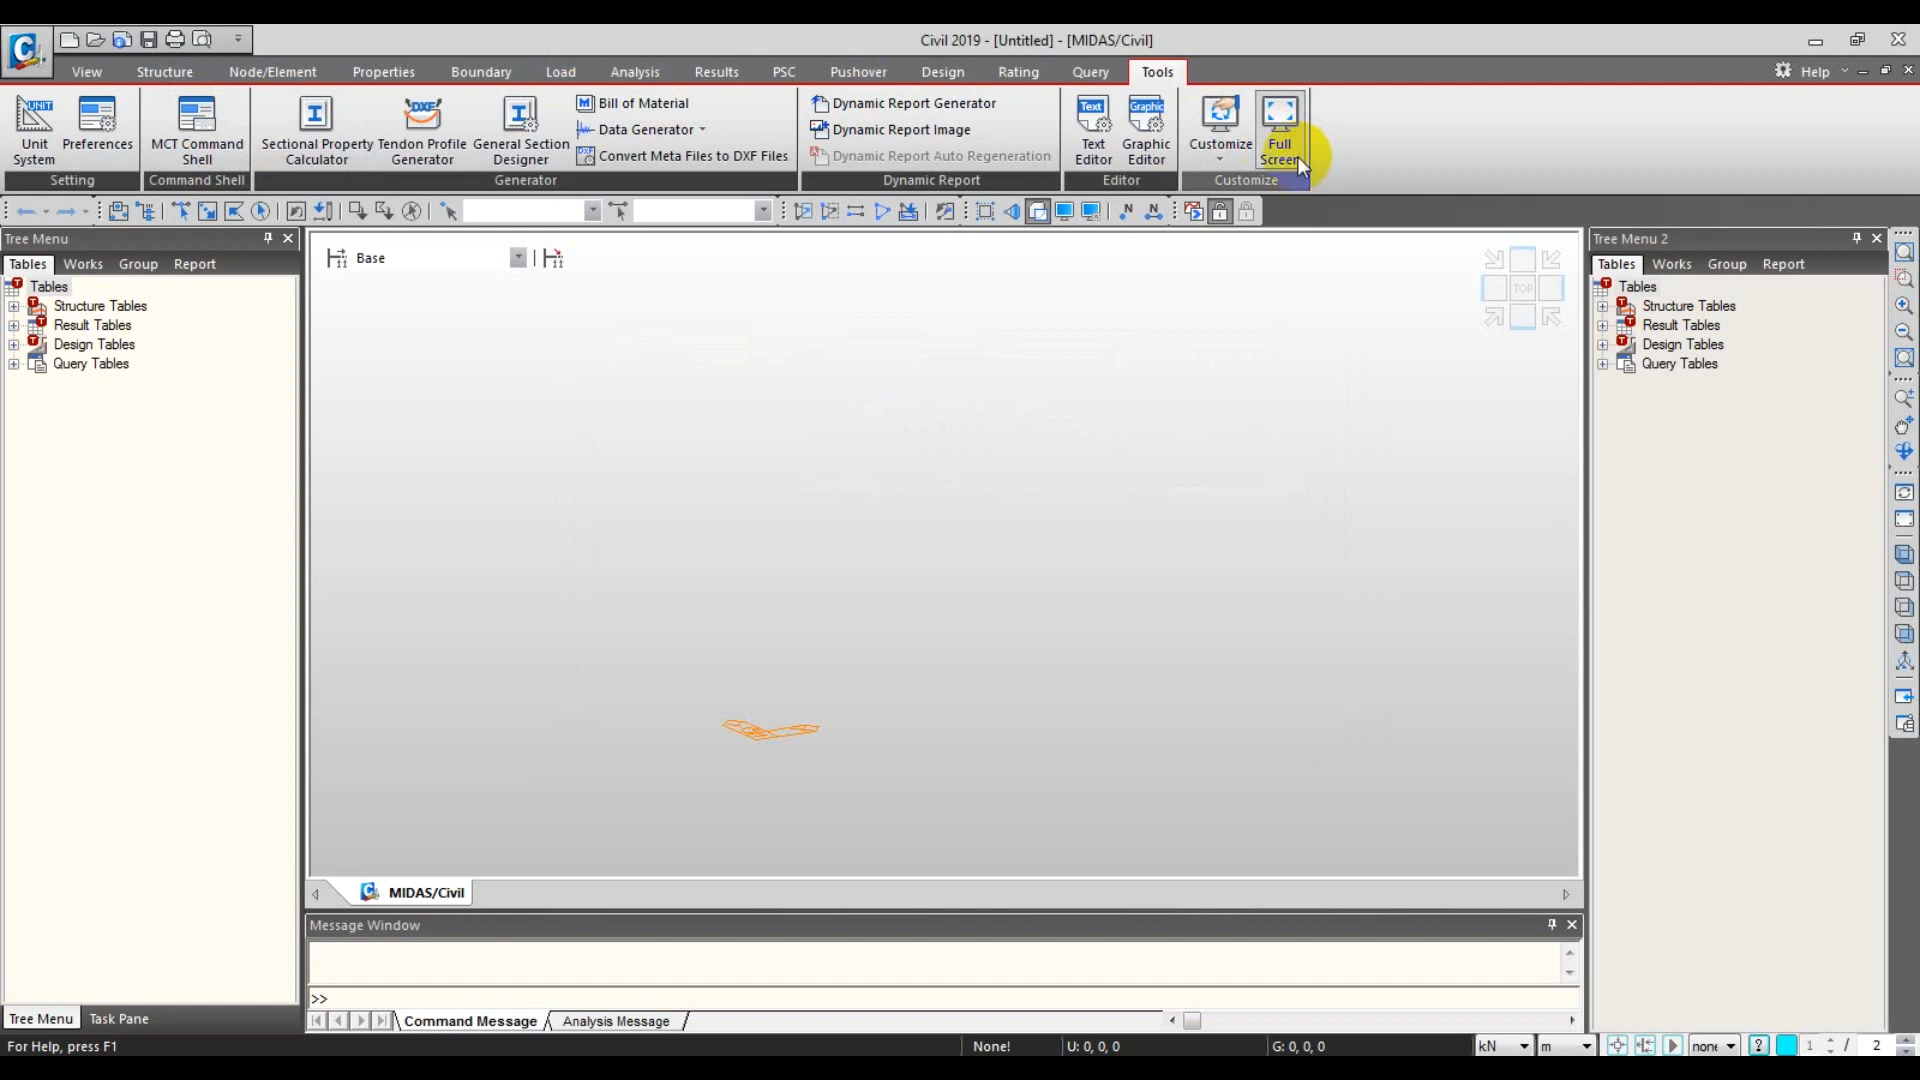 Civil 2019 - [Untitled] - [MIDAS/Civil]
View Structure Node/Element Properties Boundary Load Analysis Results PSC Pushover Design Rating Query Tools Help
UNIT
Unit System
Preferences
Setting
MCT Command Shell
Command Shell
Sectional Property Calculator
DXF
Tendon Profile Generator
General Section Designer
Bill of Material
Data Generator
DXF Convert Meta Files to DXF Files
Generator
Dynamic Report Generator
Dynamic Report Image
Dynamic Report Auto Regeneration
Dynamic Report
Text
Text Editor
Graphic
Graphic Editor
Editor
Customize
Full Screen
Customize
Tree Menu
Tables Works Group Report
Tables
Structure Tables
Result Tables
Design Tables
Query Tables
Base
TOP
MIDAS/Civil
Message Window
>>
Command Message Analysis Message
Tree Menu 2
Tables Works Group Report
Tables
Structure Tables
Result Tables
Design Tables
Query Tables
Tree Menu Task Pane
For Help, press F1 None! U: 0, 0, 0 G: 0, 0, 0 kN m none ? 1 / 2